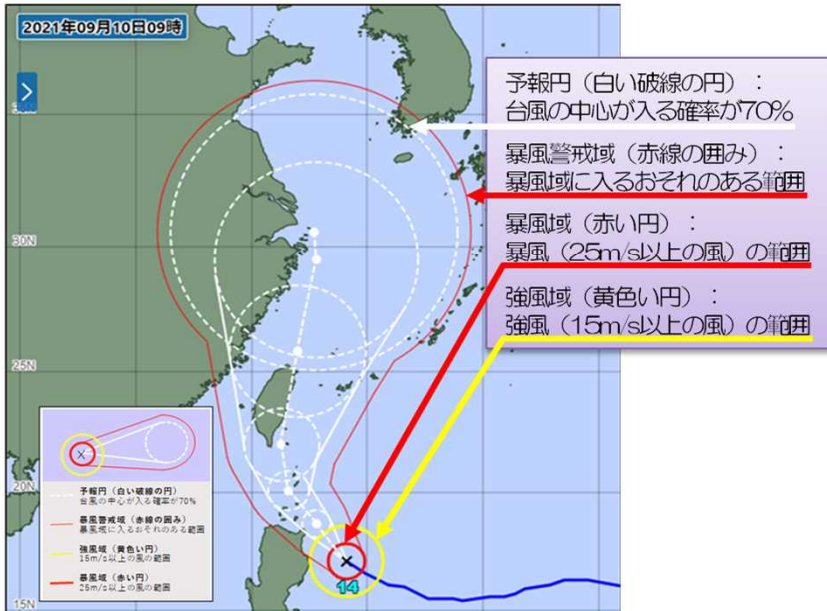 2021年09月10日09時
予報円（白い破線の円）：
台風の中心が入る確率が70%
暴風警戒域（赤線の囲み）：
暴風域に入るおそれのある範囲
暴風域（赤い円）：
暴風（25m/s以上の風）の範囲
強風域（黄色い円）：
強風（15m/s以上の風）の範囲
30N
25N
20N
15N
14
予報円（白い破線の円）
台風の中心が入る確率が70%
暴風警戒域（赤線の囲み）
暴風域に入るおそれのある範囲
強風域（黄色い円）
15m/s以上の風の範囲
暴風域（赤い円）
25m/s以上の風の範囲